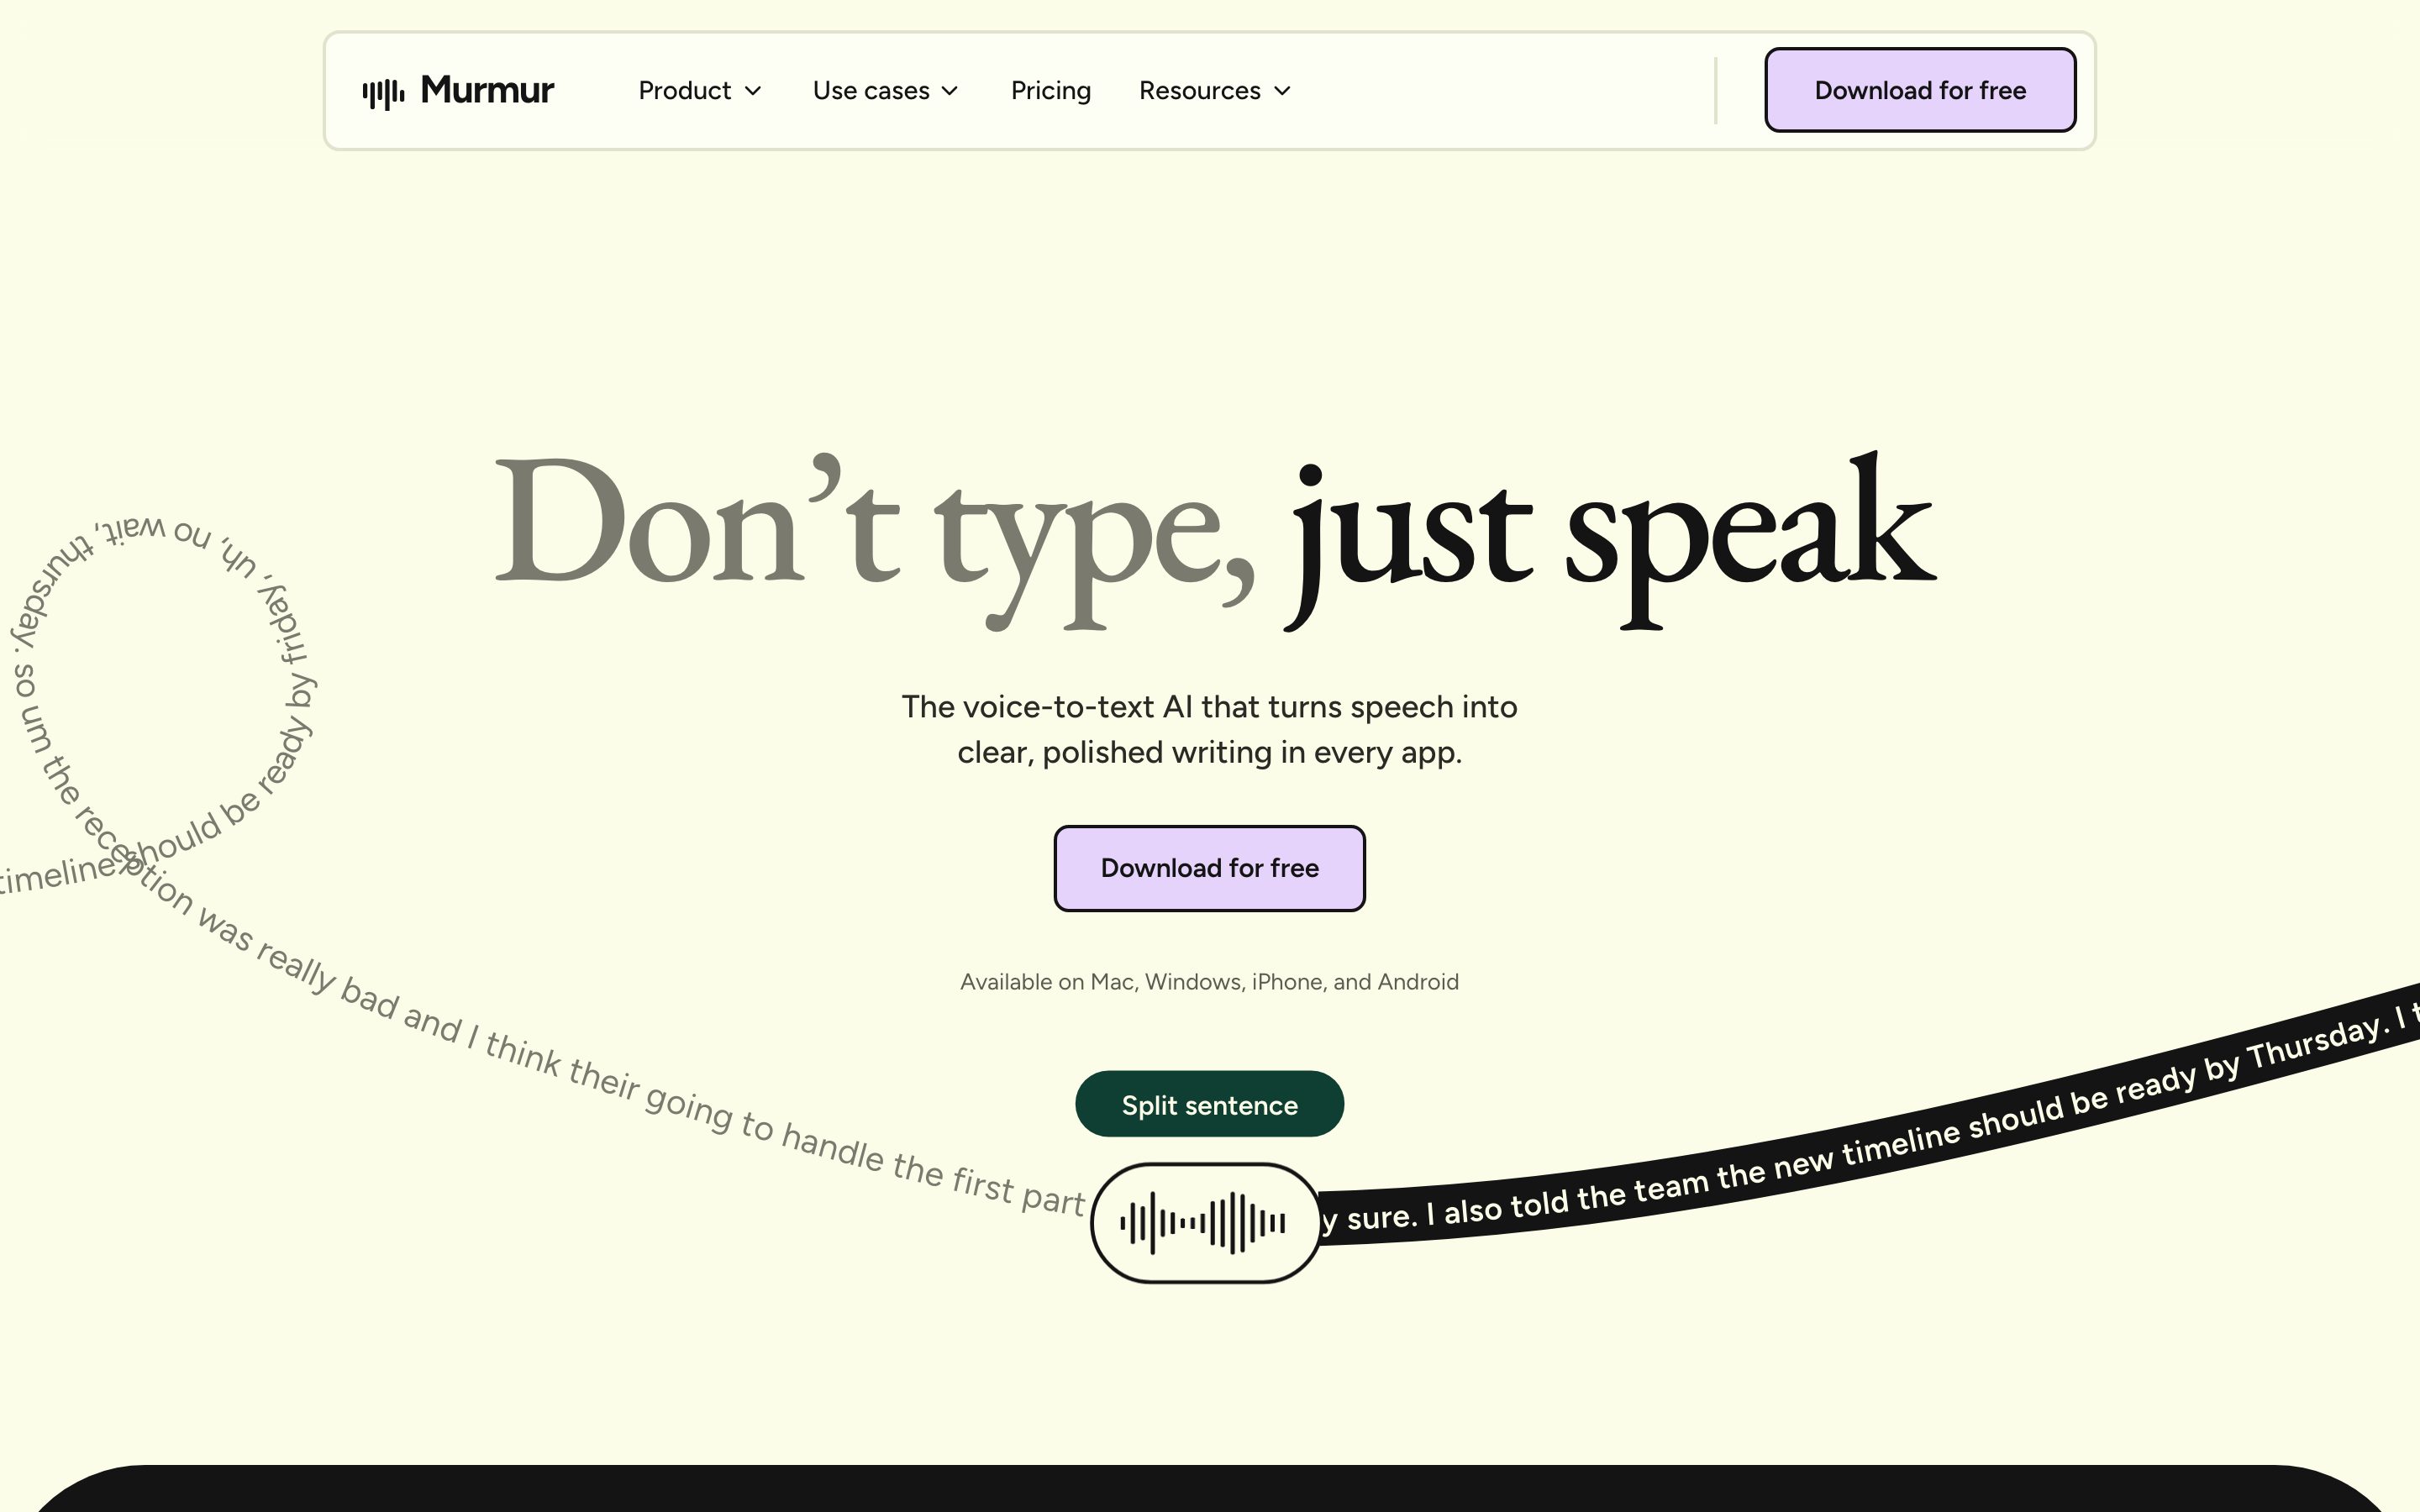 Murmur
Product
Use cases
Pricing
Resources
Download for free
Don’t type, just speak
The voice-to-text AI that turns speech into
clear, polished writing in every app.
Download for free
Available on Mac, Windows, iPhone, and Android
timeline should be ready by friday, uh, no wait, thursday. so um the reception was really bad and I think their going to handle the first part
Split sentence
y sure. I also told the team the new timeline should be ready by Thursday. I t